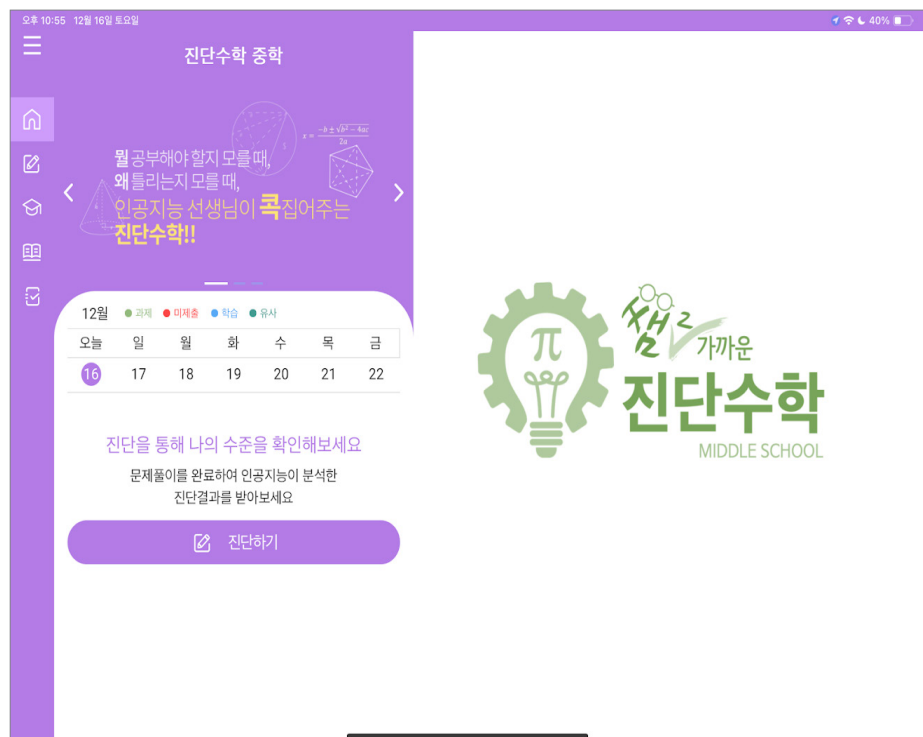 오후 10:55 12월 16일 토요일
40%
진단수학 중학
x = −b ± √b² − 4ac / 2a
뭘 공부해야 할지 모를 때,
왜 틀리는지 모를 때,
인공지능 선생님이 콕집어주는
진단수학!!
12월 과제 미제출 학습 유사
오늘 일 월 화 수 목 금
16 17 18 19 20 21 22
진단을 통해 나의 수준을 확인해보세요
문제풀이를 완료하여 인공지능이 분석한
진단결과를 받아보세요
진단하기
π
쌤2 가까운
진단수학
MIDDLE SCHOOL